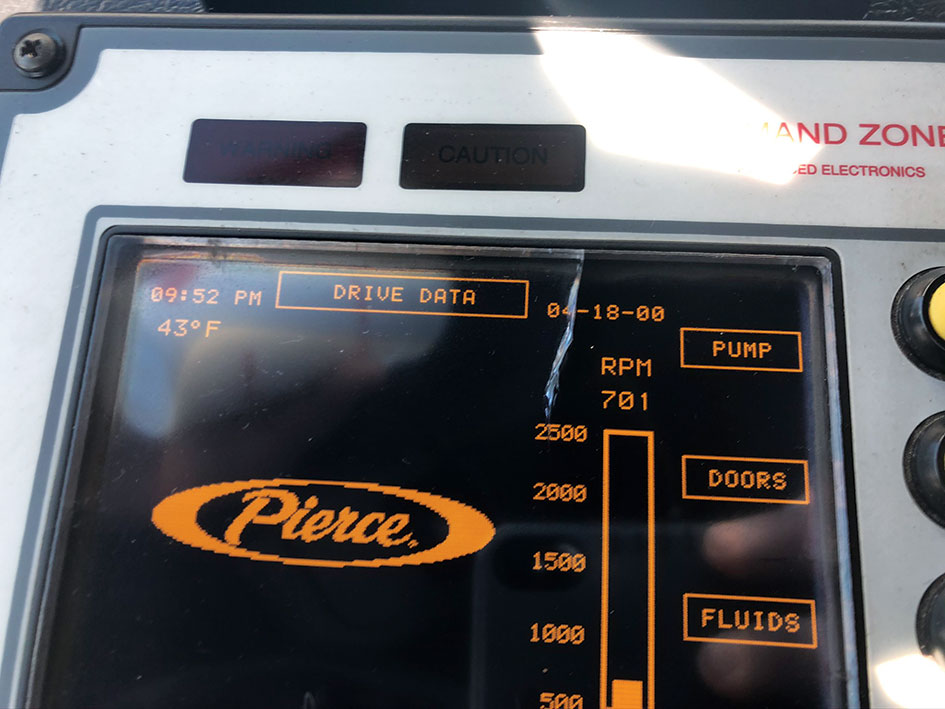 WARNING
CAUTION
MAND ZONE
ED ELECTRONICS
09:52 PM
DRIVE DATA
04-18-00
43°F
PUMP
RPM
701
2500
2000
DOORS
Pierce
1500
1000
FLUIDS
500